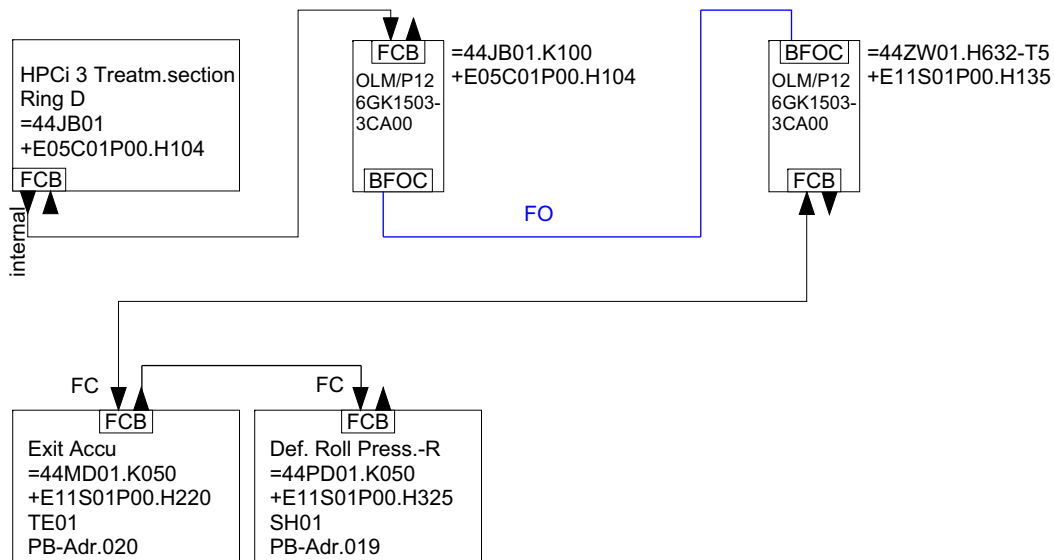 HPCi 3 Treatm.section
Ring D
=44JB01
+E05C01P00.H104
FCB
internal
FCB
OLM/P12
6GK1503-
3CA00
BFOC
=44JB01.K100
+E05C01P00.H104
FO
BFOC
OLM/P12
6GK1503-
3CA00
FCB
=44ZW01.H632-T5
+E11S01P00.H135
FC
FCB
Exit Accu
=44MD01.K050
+E11S01P00.H220
TE01
PB-Adr.020
FC
FCB
Def. Roll Press.-R
=44PD01.K050
+E11S01P00.H325
SH01
PB-Adr.019